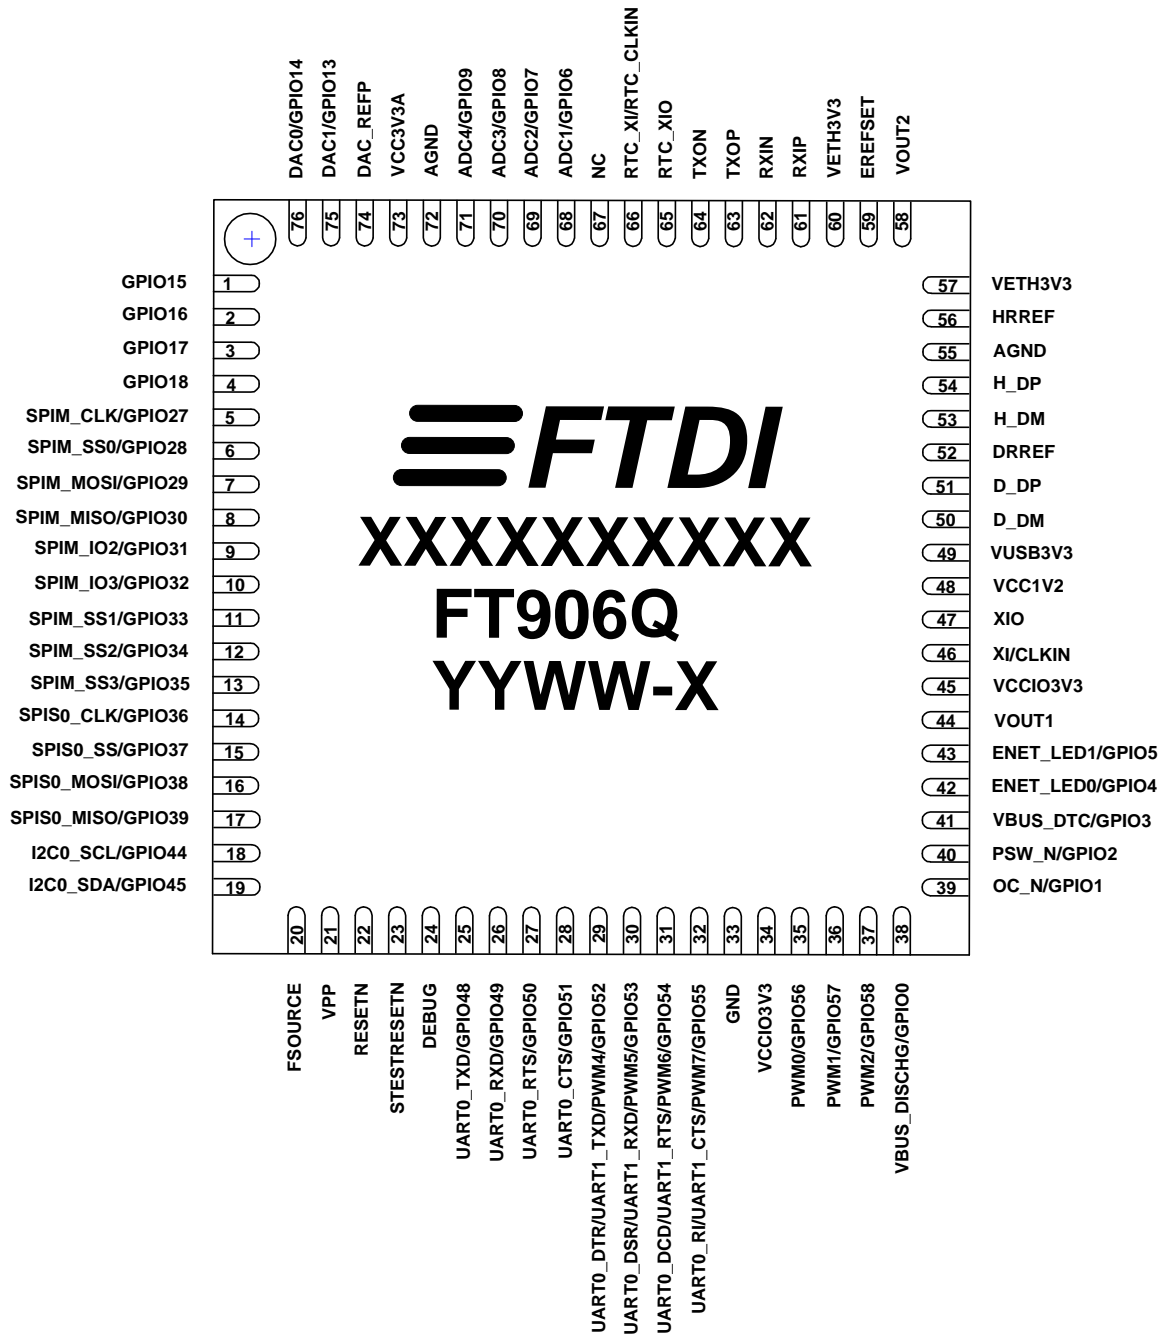 DAC0/GPIO14
DAC1/GPIO13
DAC_REFP
VCC3V3A
AGND
ADC4/GPIO9
ADC3/GPIO8
ADC2/GPIO7
ADC1/GPIO6
NC
RTC_XI/RTC_CLKIN
RTC_XIO
TXON
TXOP
RXIN
RXIP
VETH3V3
EREFSET
VOUT2
76
75
74
73
72
71
70
69
68
67
66
65
64
63
62
61
60
59
58
GPIO15 1
GPIO16 2
GPIO17 3
GPIO18 4
SPIM_CLK/GPIO27 5
SPIM_SS0/GPIO28 6
SPIM_MOSI/GPIO29 7
SPIM_MISO/GPIO30 8
SPIM_IO2/GPIO31 9
SPIM_IO3/GPIO32 10
SPIM_SS1/GPIO33 11
SPIM_SS2/GPIO34 12
SPIM_SS3/GPIO35 13
SPIS0_CLK/GPIO36 14
SPIS0_SS/GPIO37 15
SPIS0_MOSI/GPIO38 16
SPIS0_MISO/GPIO39 17
I2C0_SCL/GPIO44 18
I2C0_SDA/GPIO45 19
FTDI
XXXXXXXXXX
FT906Q
YYWW-X
57 VETH3V3
56 HRREF
55 AGND
54 H_DP
53 H_DM
52 DRREF
51 D_DP
50 D_DM
49 VUSB3V3
48 VCC1V2
47 XIO
46 XI/CLKIN
45 VCCIO3V3
44 VOUT1
43 ENET_LED1/GPIO5
42 ENET_LED0/GPIO4
41 VBUS_DTC/GPIO3
40 PSW_N/GPIO2
39 OC_N/GPIO1
20
21
22
23
24
25
26
27
28
29
30
31
32
33
34
35
36
37
38
FSOURCE
VPP
RESETN
STESTRESETN
DEBUG
UART0_TXD/GPIO48
UART0_RXD/GPIO49
UART0_RTS/GPIO50
UART0_CTS/GPIO51
UART0_DTR/UART1_TXD/PWM4/GPIO52
UART0_DSR/UART1_RXD/PWM5/GPIO53
UART0_DCD/UART1_RTS/PWM6/GPIO54
UART0_RI/UART1_CTS/PWM7/GPIO55
GND
VCCIO3V3
PWM0/GPIO56
PWM1/GPIO57
PWM2/GPIO58
VBUS_DISCHG/GPIO0